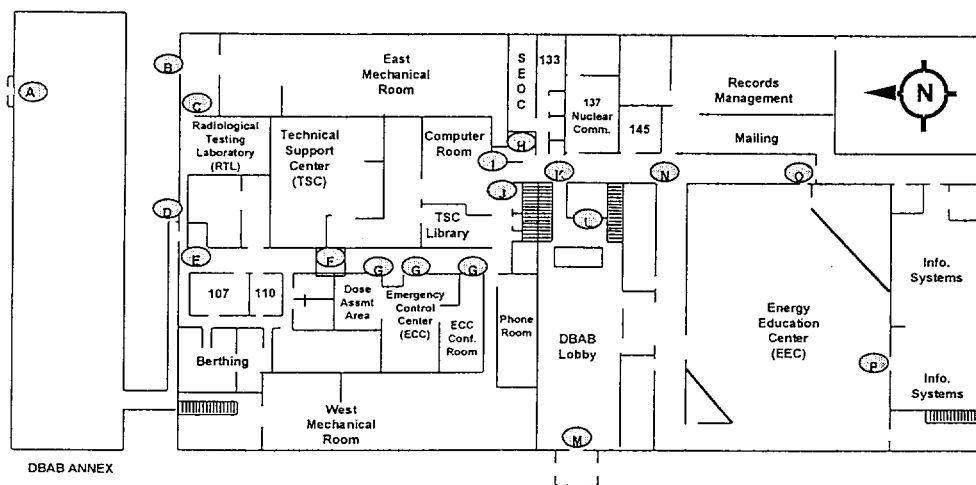 East
Mechanical
Room
S
E
O
C
133
137
Nuclear
Comm.
145
Records
Management
Mailing
N
A
B
C
Radiological
Testing
Laboratory
(RTL)
Technical
Support
Center
(TSC)
Computer
Room
H
I
J
K
N
O
D
TSC
Library
L
E
F
G
G
G
107
110
Dose
Assmt
Area
Emergency
Control
Center
(ECC)
ECC
Conf.
Room
Phone
Room
DBAB
Lobby
Energy
Education
Center
(EEC)
Info.
Systems
P
Info.
Systems
Berthing
West
Mechanical
Room
M
DBAB ANNEX